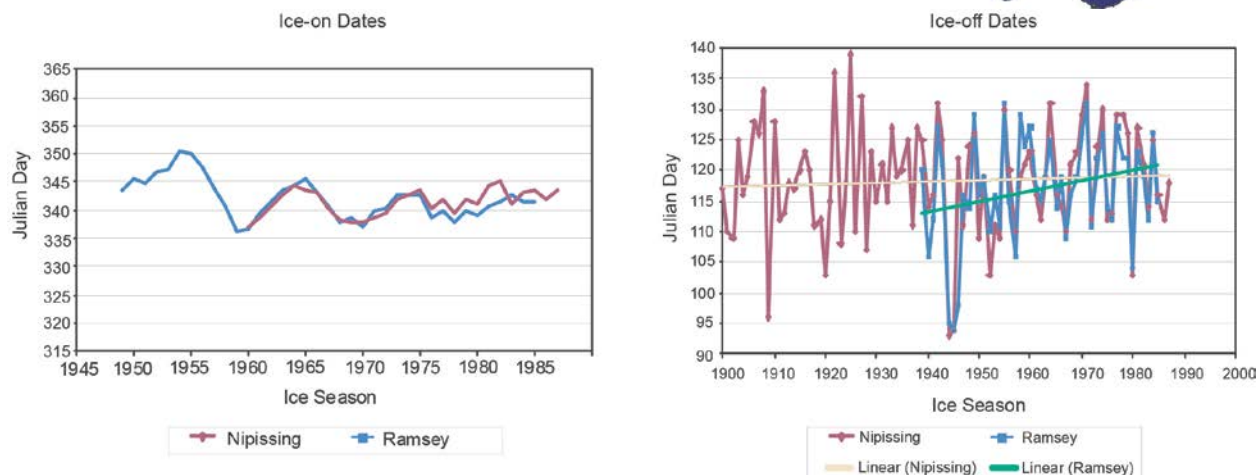 Ice-on Dates
365
360
355
350
345
340
335
330
325
320
315
Julian Day
1945 1950 1955 1960 1965 1970 1975 1980 1985
Ice Season
Nipissing Ramsey
Ice-off Dates
140
135
130
125
120
115
110
105
100
95
90
Julian Day
1900 1910 1920 1930 1940 1950 1960 1970 1980 1990 2000
Ice Season
Nipissing Ramsey
Linear (Nipissing) Linear (Ramsey)